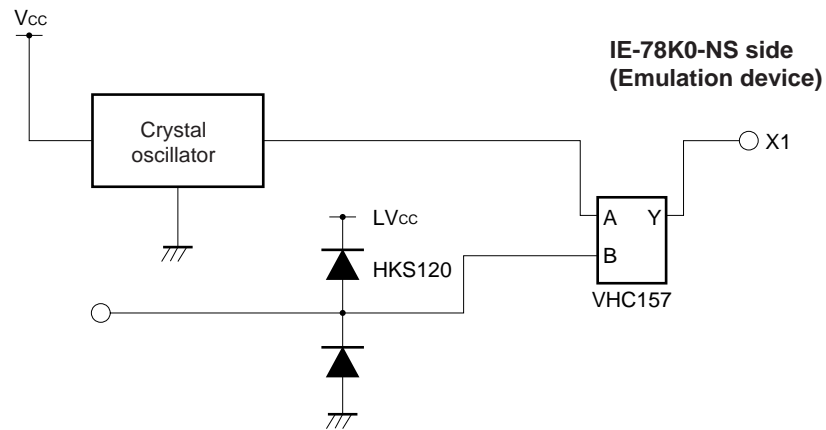 VCC
IE-78K0-NS side
(Emulation device)
Crystal
oscillator
X1
LVCC
A Y
HKS120
B
VHC157